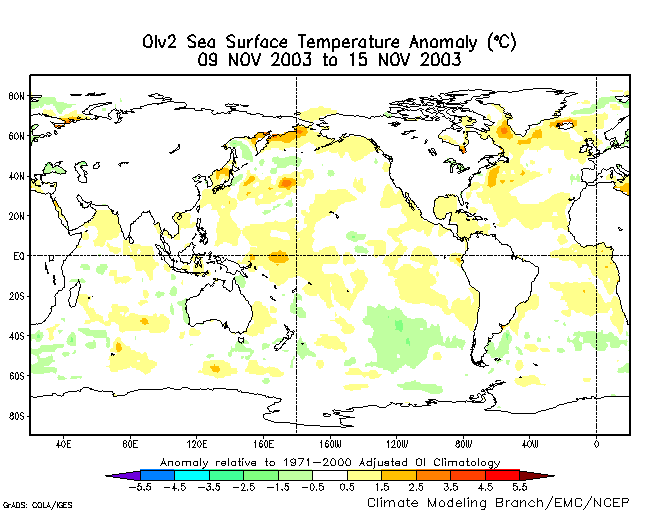 OIv2 Sea Surface Temperature Anomaly (°C)
09 NOV 2003 to 15 NOV 2003
80N
60N
40N
20N
EQ
20S
40S
60S
80S
40E 80E 120E 160E 160W 120W 80W 40W 0
Anomaly relative to 1971-2000 Adjusted OI Climatology
-5.5 -4.5 -3.5 -2.5 -1.5 -0.5 0.5 1.5 2.5 3.5 4.5 5.5
GrADS: COLA/IGES
Climate Modeling Branch/EMC/NCEP